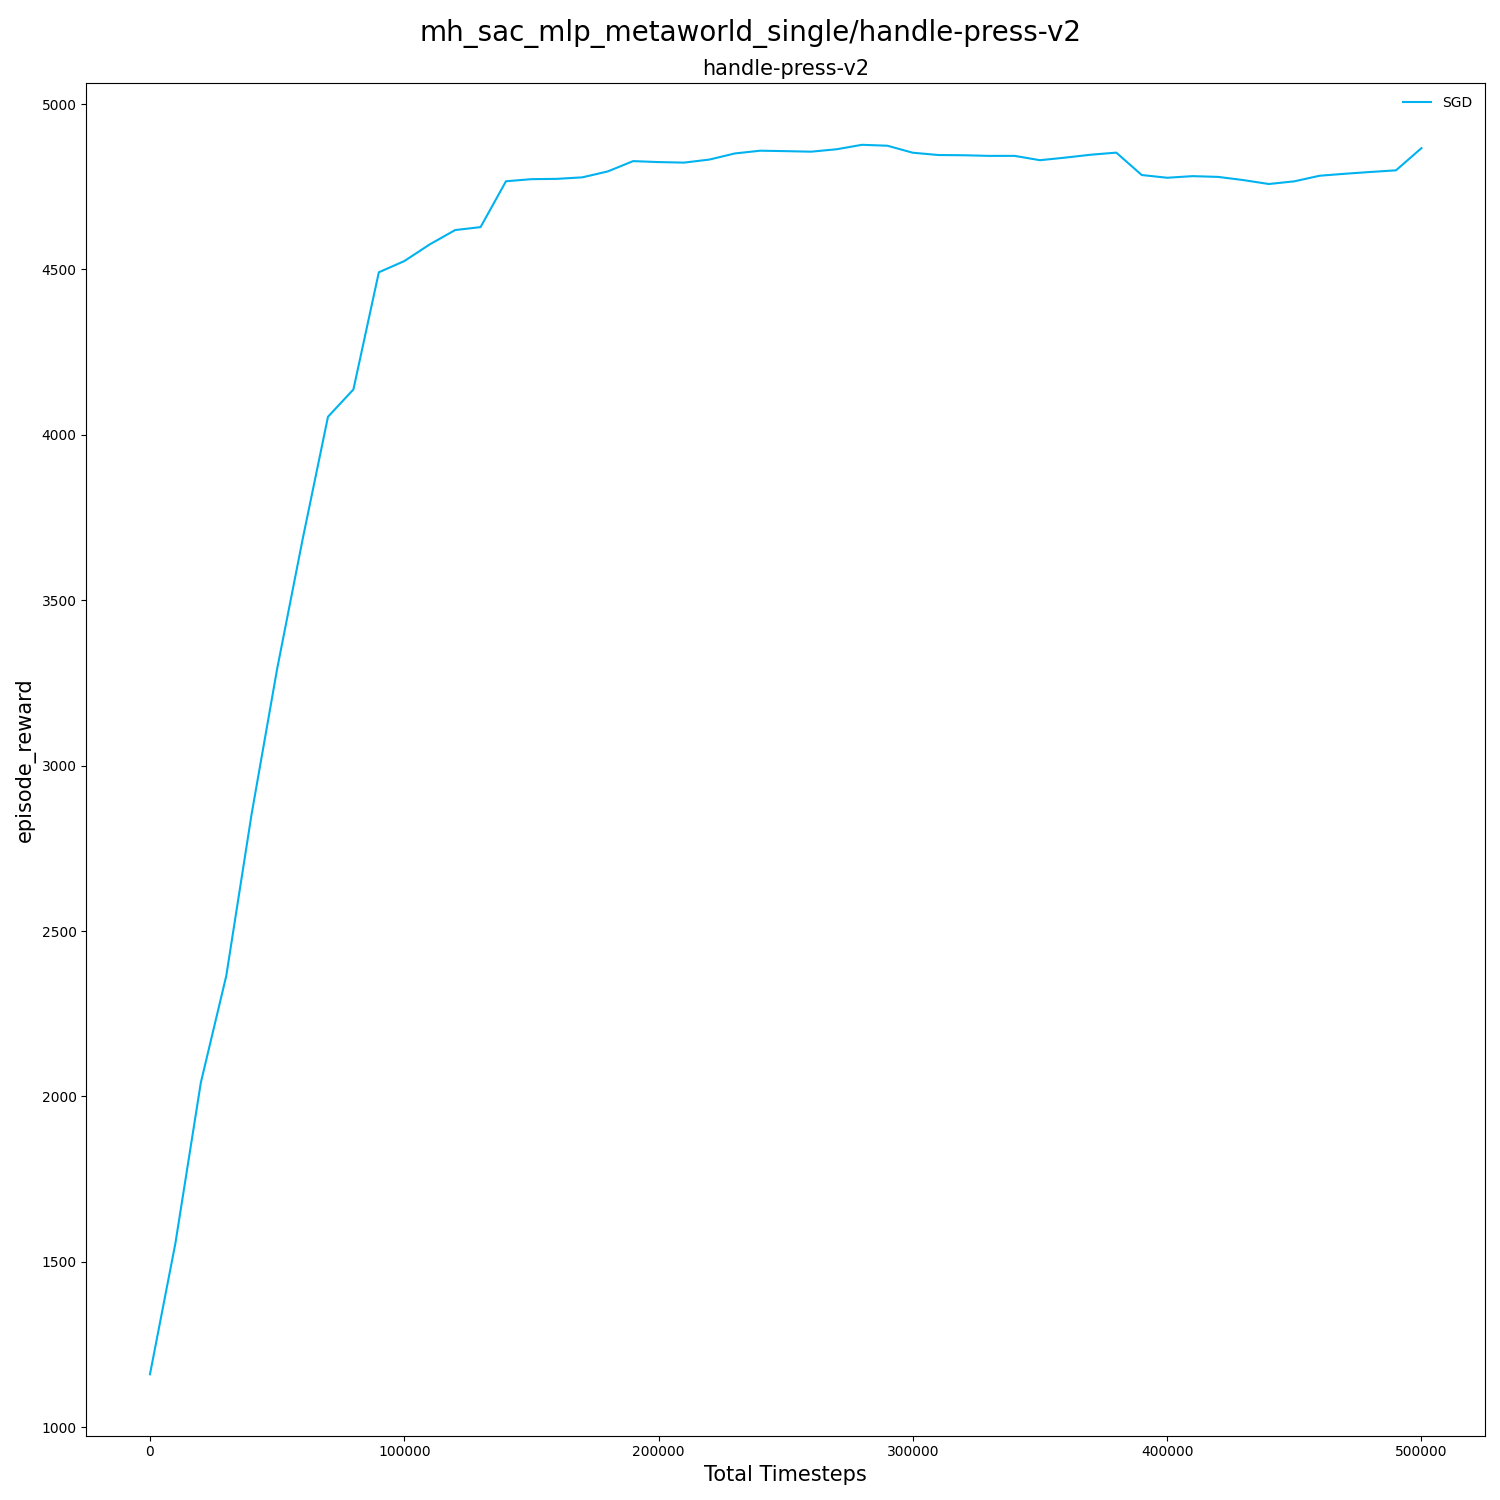 mh_sac_mlp_metaworld_single/handle-press-v2
handle-press-v2
SGD
episode_reward
5000
4500
4000
3500
3000
2500
2000
1500
1000
0 100000 200000 300000 400000 500000
Total Timesteps